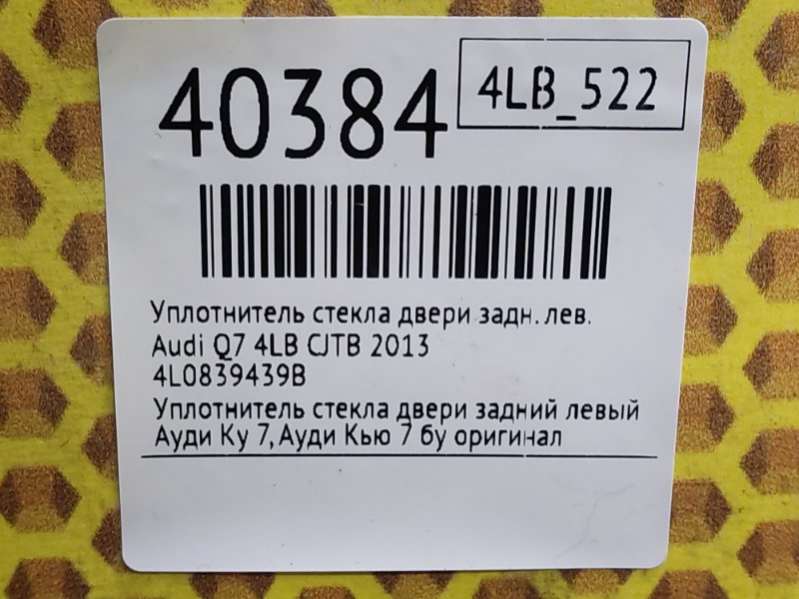 40384
4LB_522
Уплотнитель стекла двери задн. лев.
Audi Q7 4LB CJTB 2013
4L0839439B
Уплотнитель стекла двери задний левый
Ауди Ку 7, Ауди Кью 7 бу оригинал